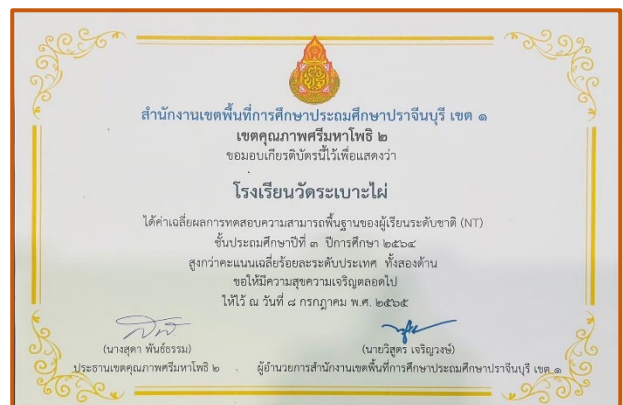 สำนักงานเขตพื้นที่การศึกษาประถมศึกษาปราจีนบุรี เขต ๑
เขตคุณภาพศรีมหาโพธิ ๒
ขอมอบเกียรติบัตรนี้ไว้เพื่อแสดงว่า
โรงเรียนวัดระเบาะไผ่
ได้ค่าเฉลี่ยผลการทดสอบความสามารถพื้นฐานของผู้เรียนระดับชาติ (NT)
ชั้นประถมศึกษาปีที่ ๓ ปีการศึกษา ๒๕๖๔
สูงกว่าคะแนนเฉลี่ยร้อยละระดับประเทศ ทั้งสองด้าน
ขอให้มีความสุขความเจริญตลอดไป
ให้ไว้ ณ วันที่ ๘ กรกฎาคม พ.ศ. ๒๕๖๕
(นางสุดา พันธ์ธรรม) (นายวิสูตร เจริญวงษ์)
ประธานเขตคุณภาพศรีมหาโพธิ ๒ ผู้อำนวยการสำนักงานเขตพื้นที่การศึกษาประถมศึกษาปราจีนบุรี เขต ๑